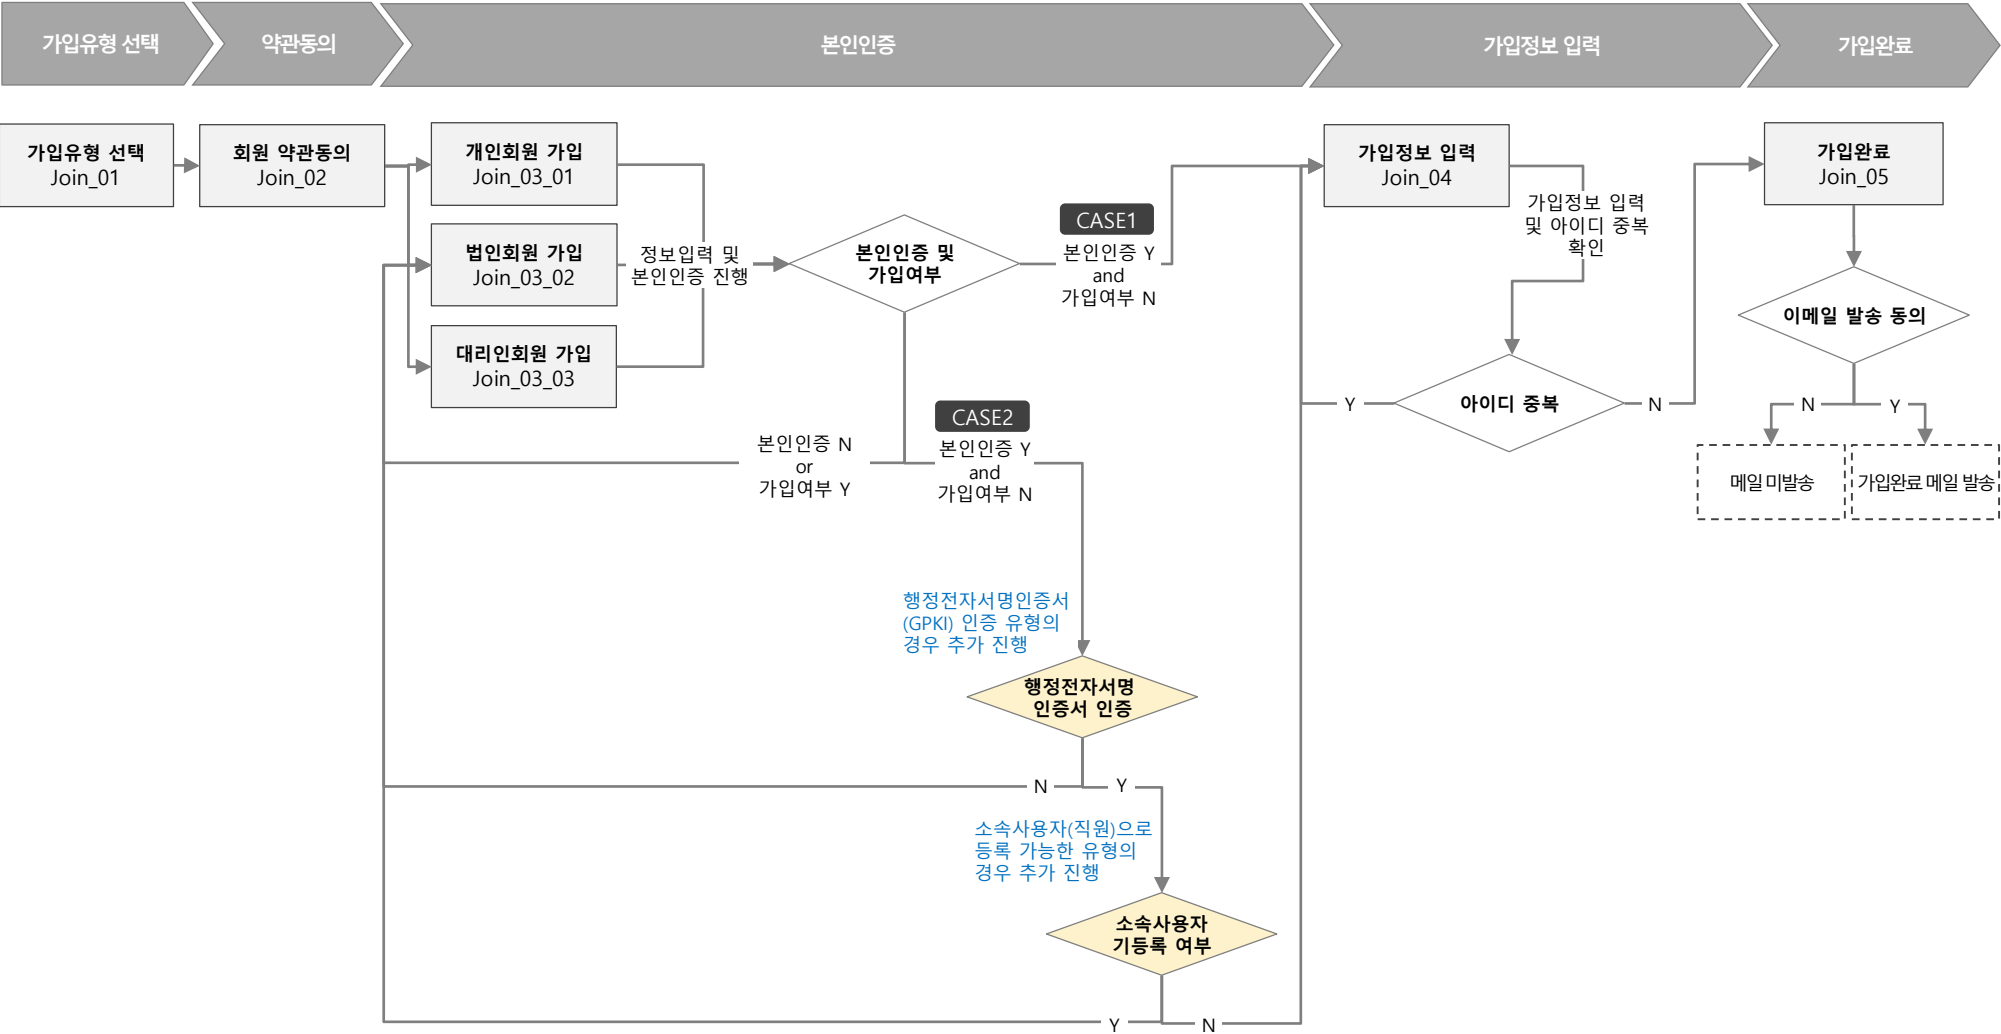 가입유형 선택
약관동의
본인인증
가입정보 입력
가입완료
가입유형 선택
Join_01
회원 약관동의
Join_02
개인회원 가입
Join_03_01
법인회원 가입
Join_03_02
대리인회원 가입
Join_03_03
정보입력 및
본인인증 진행
본인인증 및
가입여부
CASE1
본인인증 Y
and
가입여부 N
본인인증 N
or
가입여부 Y
CASE2
본인인증 Y
and
가입여부 N
행정전자서명인증서
(GPKI) 인증 유형의
경우 추가 진행
행정전자서명
인증서 인증
N
Y
소속사용자(직원)으로
등록 가능한 유형의
경우 추가 진행
소속사용자
기등록 여부
Y
N
가입정보 입력
Join_04
가입정보 입력
및 아이디 중복
확인
아이디 중복
Y
N
가입완료
Join_05
이메일 발송 동의
N
Y
메일 미발송
가입완료 메일 발송